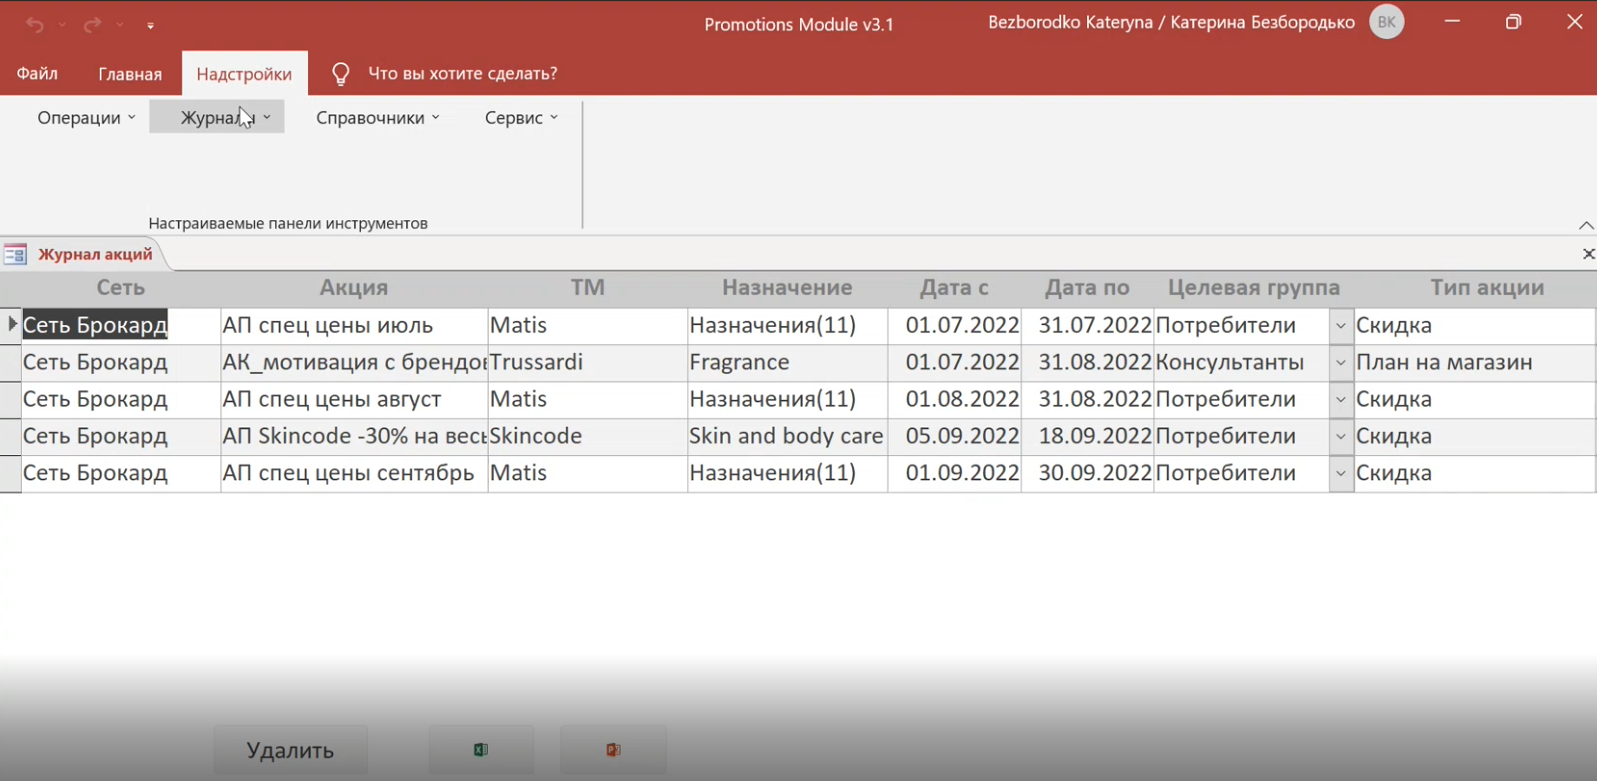 Promotions Module v3.1
Bezborodko Kateryna / Катерина Безбородько BK
Файл Главная Надстройки Что вы хотите сделать?
Операции Журналы Справочники Сервис
Настраиваемые панели инструментов
Журнал акций
Сеть Акция ТМ Назначение Дата с Дата по Целевая группа Тип акции
Сеть Брокард АП спец цены июль Matis Назначения(11) 01.07.2022 31.07.2022 Потребители Скидка
Сеть Брокард АК_мотивация с брендо Trussardi Fragrance 01.07.2022 31.08.2022 Консультанты План на магазин
Сеть Брокард АП спец цены август Matis Назначения(11) 01.08.2022 31.08.2022 Потребители Скидка
Сеть Брокард АП Skincode -30% на вес Skincode Skin and body care 05.09.2022 18.09.2022 Потребители Скидка
Сеть Брокард АП спец цены сентябрь Matis Назначения(11) 01.09.2022 30.09.2022 Потребители Скидка
Удалить